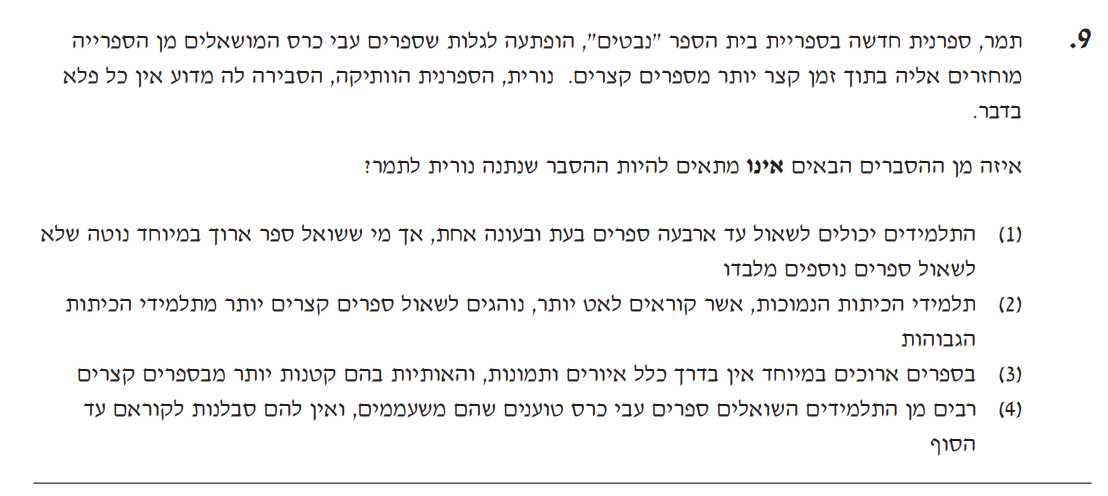 9. תמר, ספרנית חדשה בספריית בית הספר "נבטים", הופתעה לגלות שספרים עבי כרס המושאלים מן הספרייה
מוחזרים אליה בתוך זמן קצר יותר מספרים קצרים. נורית, הספרנית הוותיקה, הסבירה לה מדוע אין כל פלא
בדבר.
איזה מן ההסברים הבאים אינו מתאים להיות ההסבר שנתנה נורית לתמר?
(1) התלמידים יכולים לשאול עד ארבעה ספרים בעת ובעונה אחת, אך מי ששואל ספר ארוך במיוחד נוטה שלא
לשאול ספרים נוספים מלבדו
(2) תלמידי הכיתות הנמוכות, אשר קוראים לאט יותר, נוהגים לשאול ספרים קצרים יותר מתלמידי הכיתות
הגבוהות
(3) בספרים ארוכים במיוחד אין בדרך כלל איורים ותמונות, והאותיות בהם קטנות יותר מבספרים קצרים
(4) רבים מן התלמידים השואלים ספרים עבי כרס טוענים שהם משעממים, ואין להם סבלנות לקוראם עד
הסוף